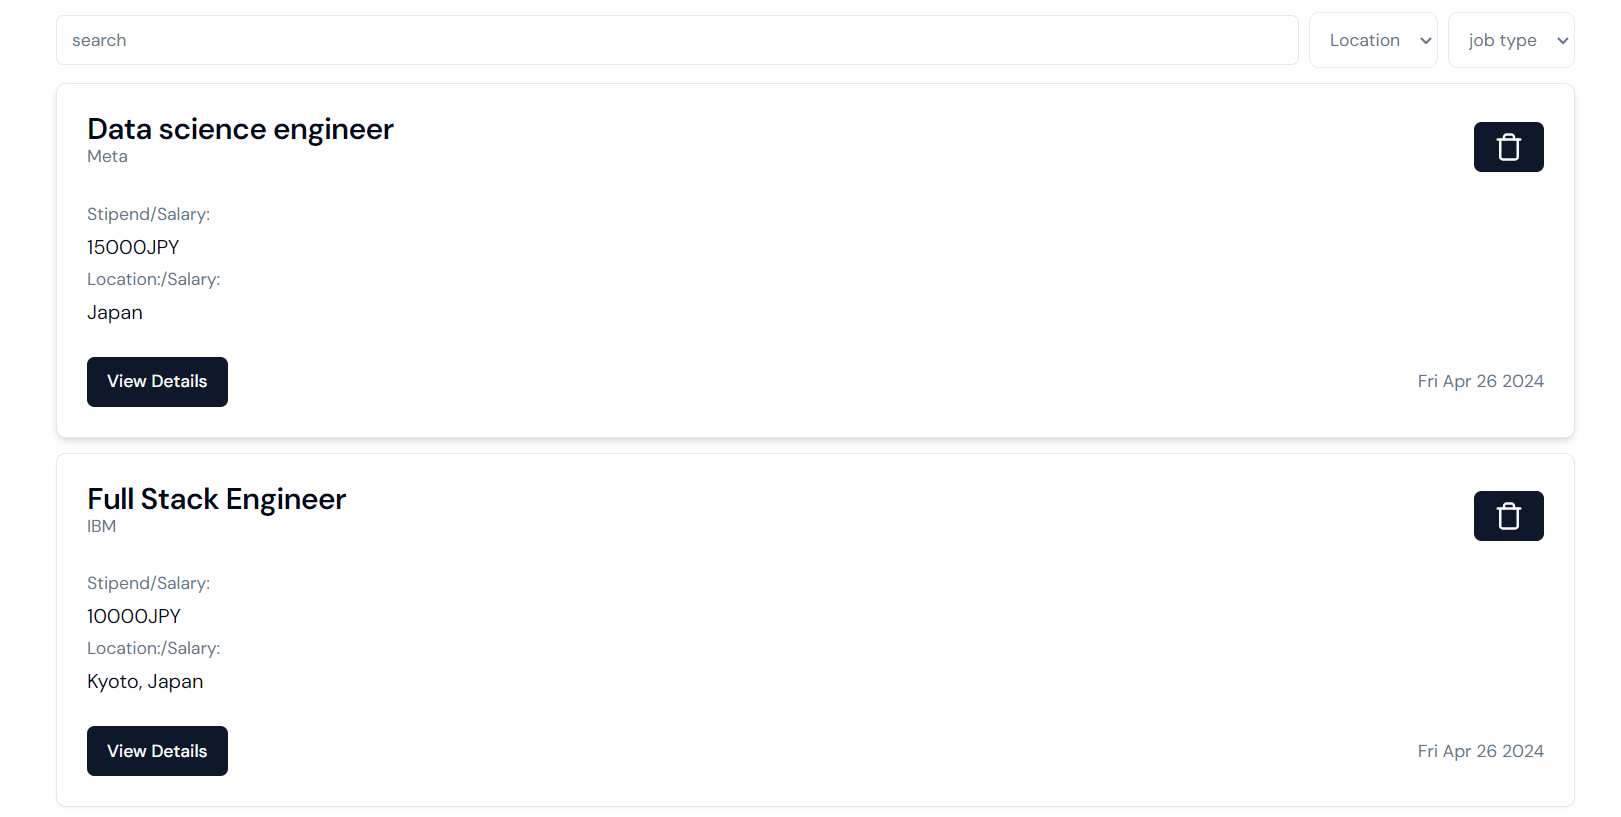 search Location job type
Data science engineer
Meta
Stipend/Salary:
15000JPY
Location:/Salary:
Japan
View Details Fri Apr 26 2024
Full Stack Engineer
IBM
Stipend/Salary:
10000JPY
Location:/Salary:
Kyoto, Japan
View Details Fri Apr 26 2024